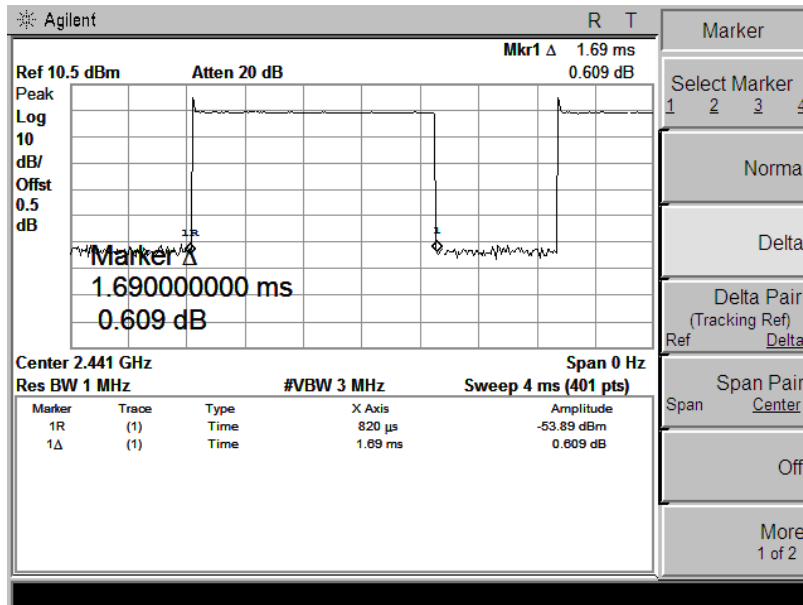 Agilent R T
Mkr1 Δ 1.69 ms
Ref 10.5 dBm Atten 20 dB 0.609 dB
Peak
Log
10
dB/
Offst
0.5
dB
1R
1
Marker Δ
1.690000000 ms
0.609 dB
Center 2.441 GHz Span 0 Hz
Res BW 1 MHz #VBW 3 MHz Sweep 4 ms (401 pts)
Marker Trace Type X Axis Amplitude
1R (1) Time 820 µs -53.89 dBm
1Δ (1) Time 1.69 ms 0.609 dB
Marker
Select Marker
1 2 3 4
Norma
Delta
Delta Pair
(Tracking Ref)
Ref Delta
Span Pair
Span Center
Off
More
1 of 2